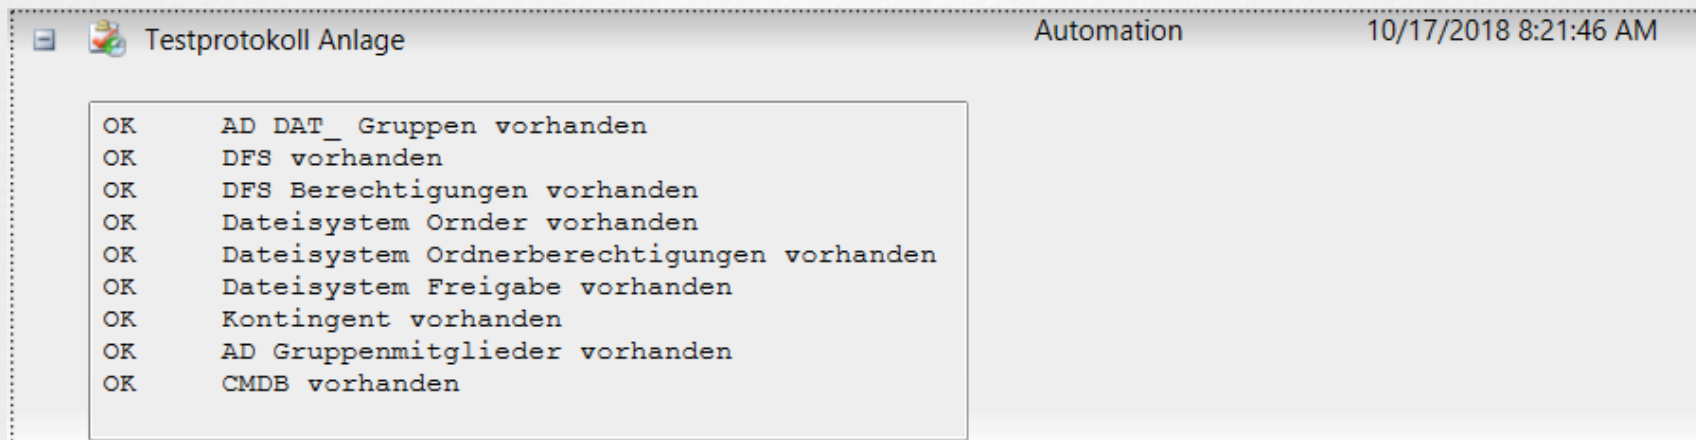 Testprotokoll Anlage Automation 10/17/2018 8:21:46 AM
OK AD DAT_ Gruppen vorhanden
OK DFS vorhanden
OK DFS Berechtigungen vorhanden
OK Dateisystem Ornder vorhanden
OK Dateisystem Ordnerberechtigungen vorhanden
OK Dateisystem Freigabe vorhanden
OK Kontingent vorhanden
OK AD Gruppenmitglieder vorhanden
OK CMDB vorhanden